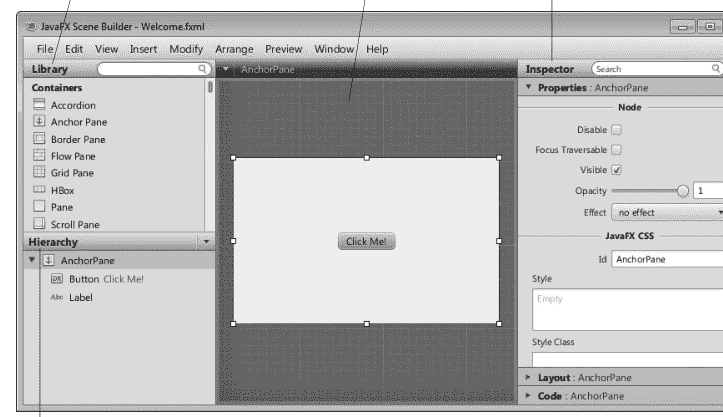 JavaFX Scene Builder - Welcome.fxml
File Edit View Insert Modify Arrange Preview Window Help
Library
AnchorPane
Inspector
Search
Containers
Accordion
Anchor Pane
Border Pane
Flow Pane
Grid Pane
HBox
Pane
Scroll Pane
Hierarchy
AnchorPane
OK Button Click Me!
Abc Label
Click Me!
Properties : AnchorPane
Node
Disable
Focus Traversable
Visible
Opacity 1
Effect no effect
JavaFX CSS
Id AnchorPane
Style
Empty
Style Class
Layout : AnchorPane
Code : AnchorPane